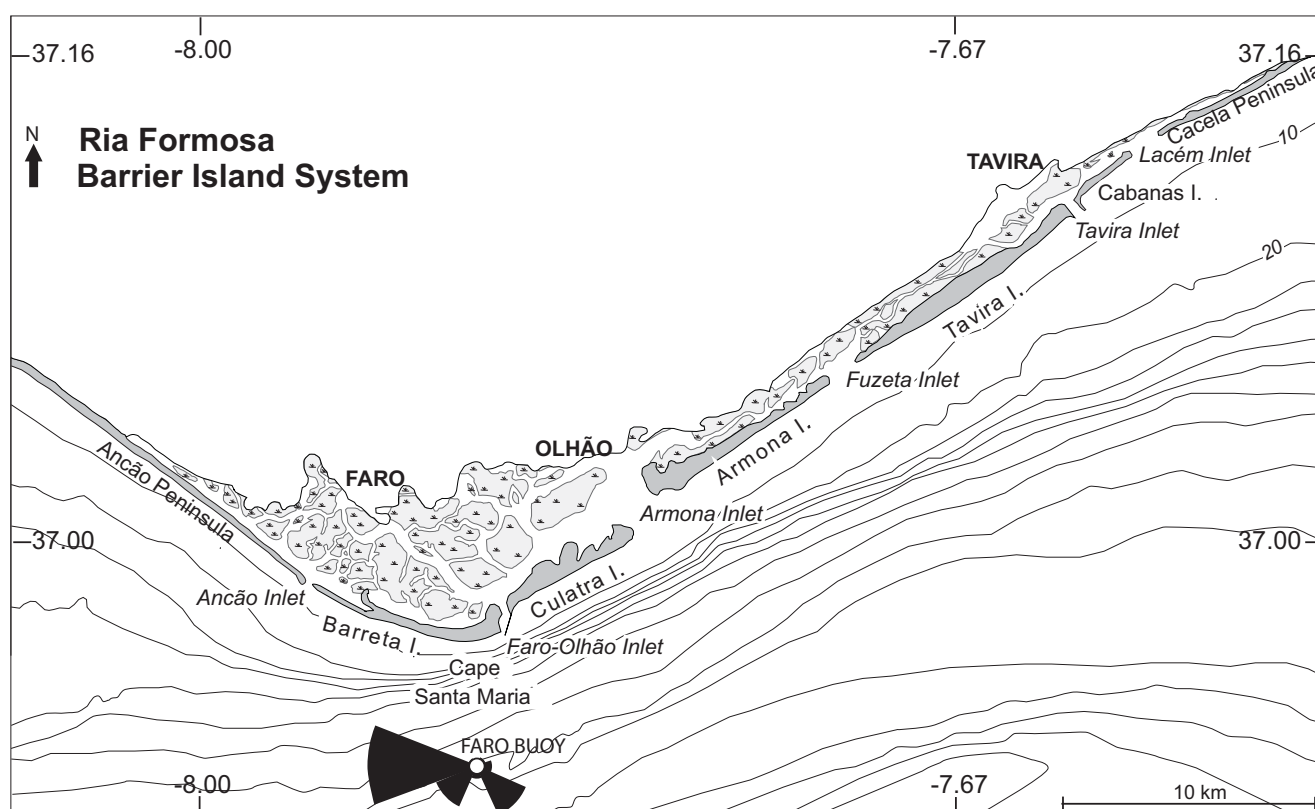 -8.00
-7.67
37.16
37.16
N
Ria Formosa
Barrier Island System
Cacela Peninsula
10
Lacém Inlet
TAVIRA
Cabanas I.
Tavira Inlet
20
Tavira I.
Fuzeta Inlet
Armona I.
OLHÃO
FARO
Ancão Peninsula
Armona Inlet
37.00
37.00
Culatra I.
Ancão Inlet
Barreta I.
Faro-Olhão Inlet
Cape
Santa Maria
FARO BUOY
-8.00
-7.67
10 km